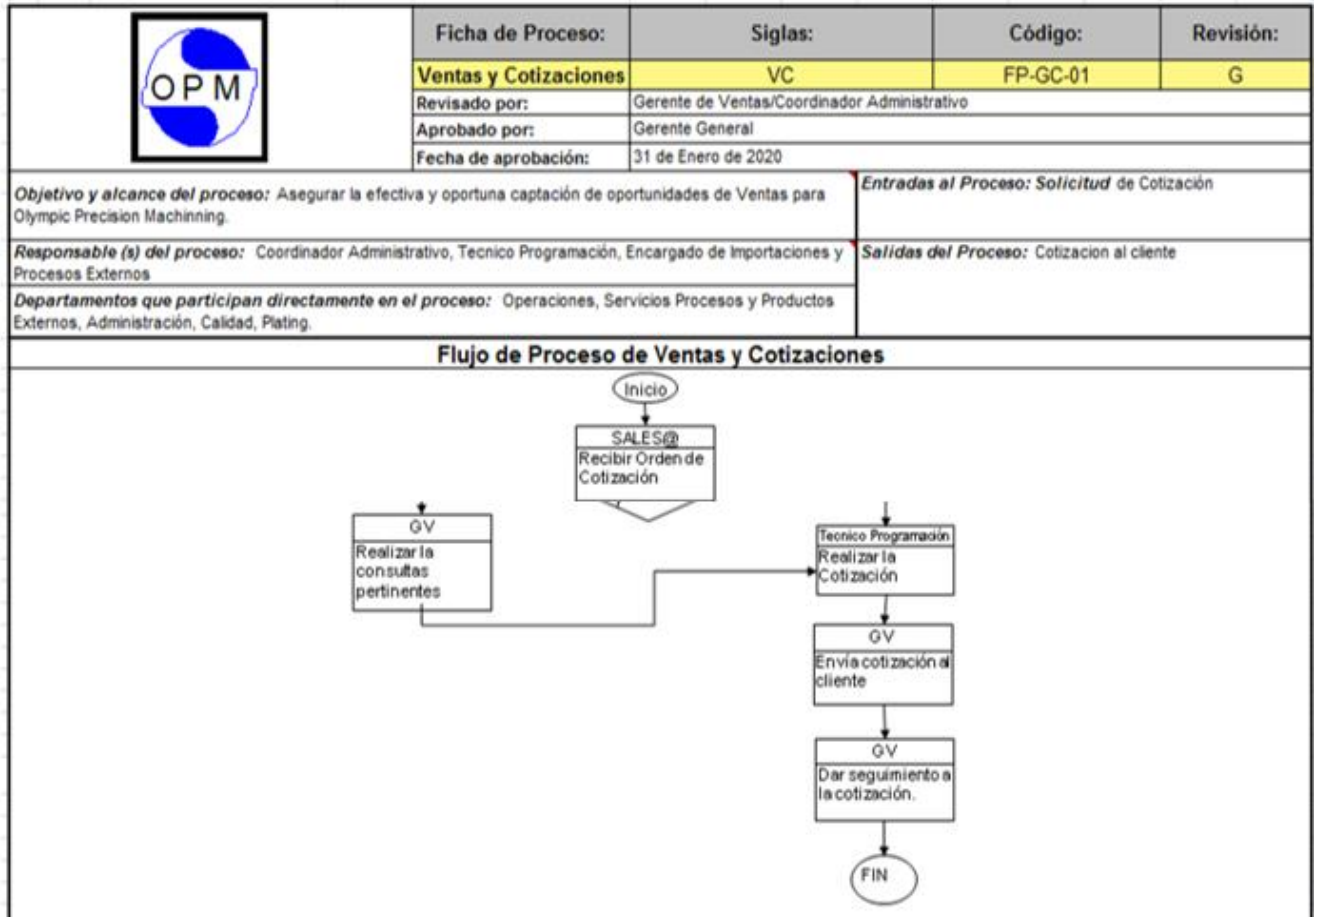 OPM
Ficha de Proceso: Siglas: Código: Revisión:
Ventas y Cotizaciones VC FP-GC-01 G
Revisado por: Gerente de Ventas/Coordinador Administrativo
Aprobado por: Gerente General
Fecha de aprobación: 31 de Enero de 2020
Objetivo y alcance del proceso: Asegurar la efectiva y oportuna captación de oportunidades de Ventas para
Olympic Precision Machinning.
Entradas al Proceso: Solicitud de Cotización
Responsable (s) del proceso: Coordinador Administrativo, Tecnico Programación, Encargado de Importaciones y
Procesos Externos
Salidas del Proceso: Cotizacion al cliente
Departamentos que participan directamente en el proceso: Operaciones, Servicios Procesos y Productos
Externos, Administración, Calidad, Plating.
Flujo de Proceso de Ventas y Cotizaciones
Inicio
SALES@
Recibir Orden de
Cotización
GV
Realizar la
consultas
pertinentes
Tecnico Programación
Realizar la
Cotización
GV
Envía cotización al
cliente
GV
Dar seguimiento a
la cotización.
FIN